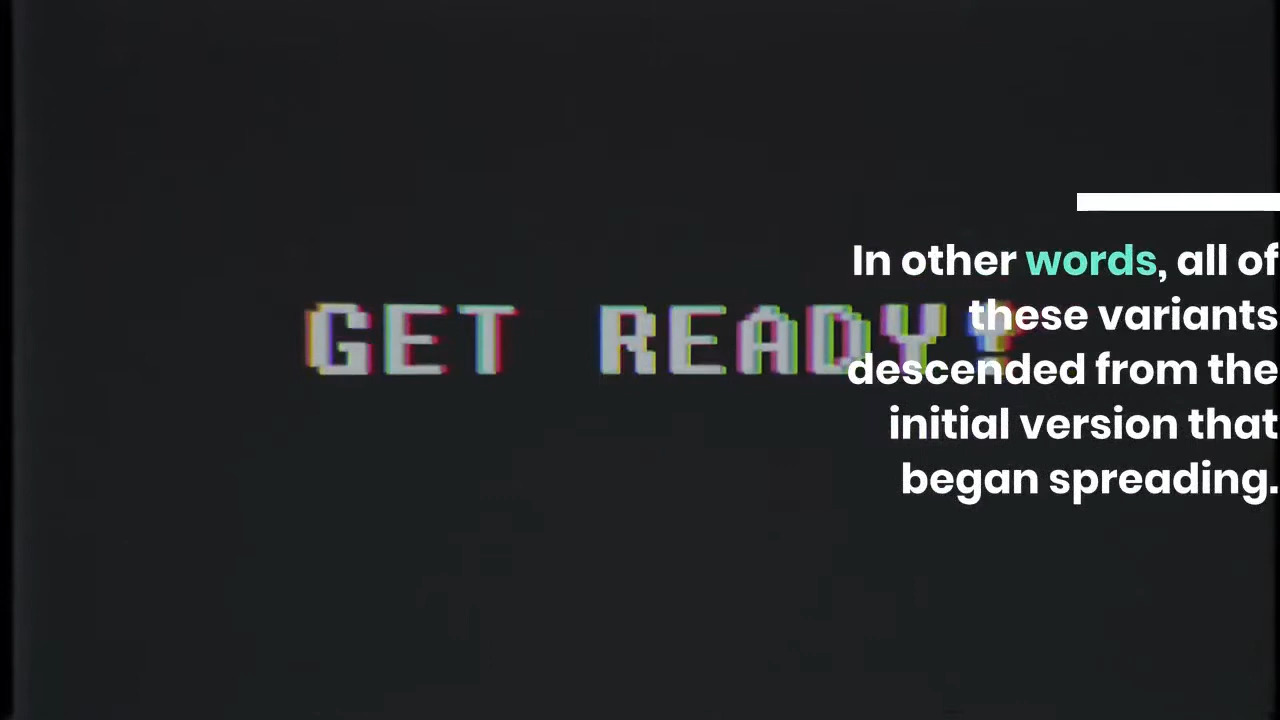 GET READY!
In other words, all of
these variants
descended from the
initial version that
began spreading.